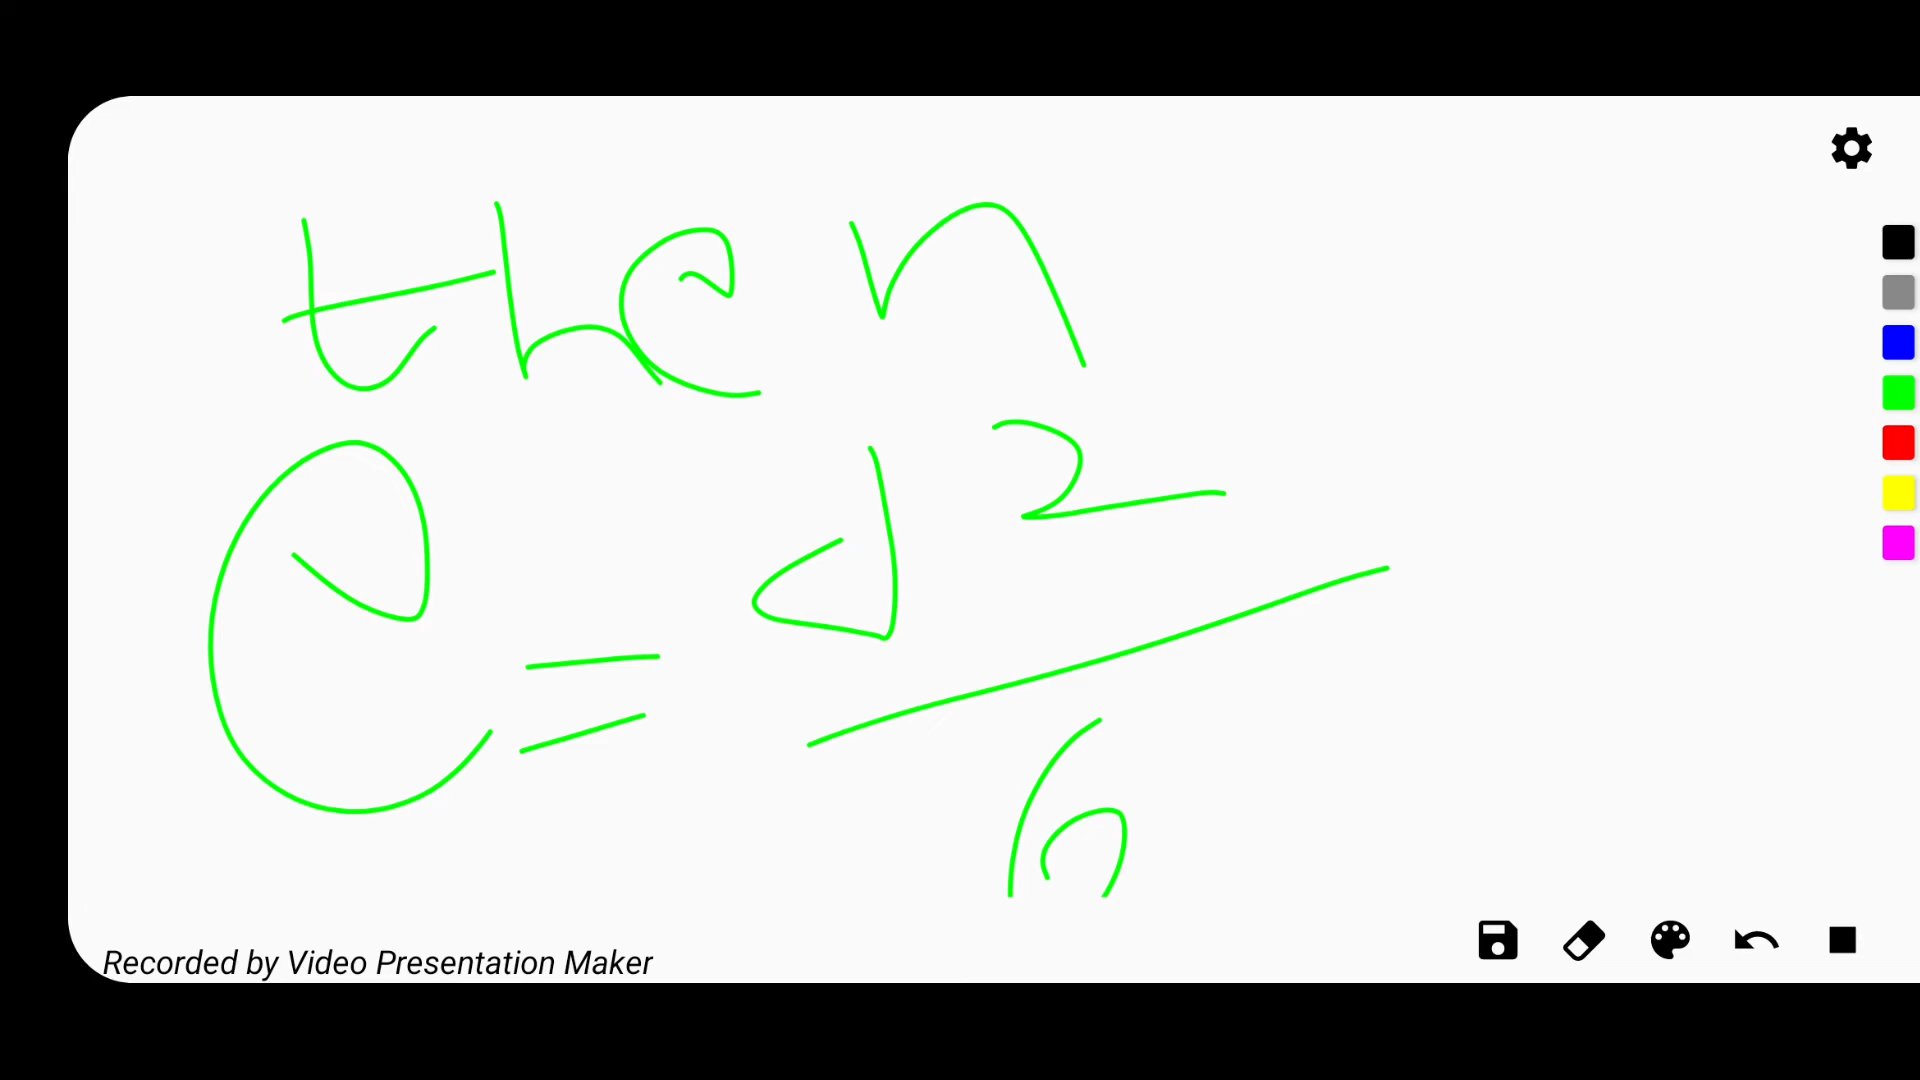 then
e = d²/6
Recorded by Video Presentation Maker